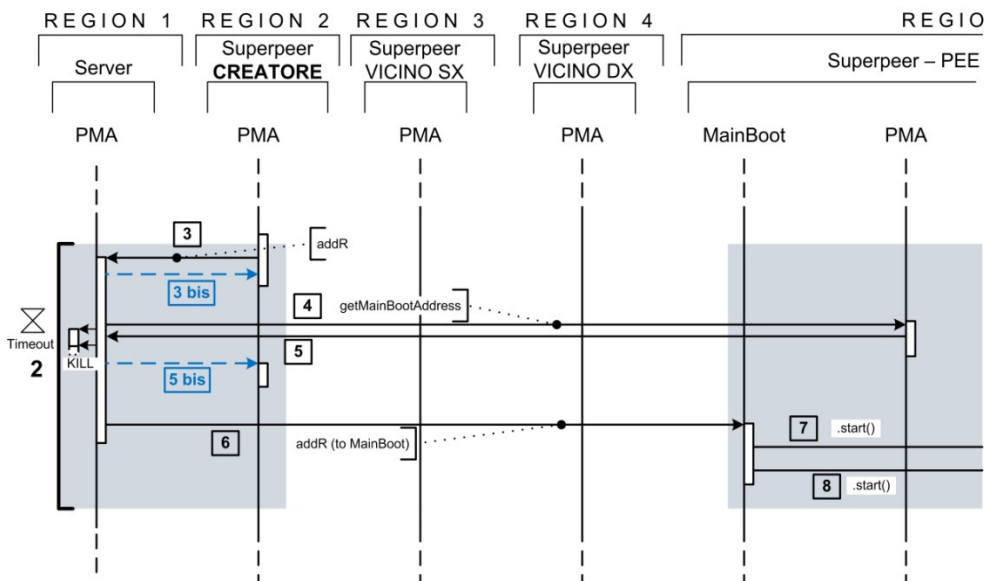 REGION 1
REGION 2
REGION 3
REGION 4
REGIO
Server
Superpeer
CREATORE
Superpeer
VICINO SX
Superpeer
VICINO DX
Superpeer – PEE
PMA
PMA
PMA
PMA
MainBoot
PMA
3
addR
3 bis
4
getMainBootAddress
Timeout
2
KILL
5
5 bis
6
addR (to MainBoot)
7
.start()
8
.start()